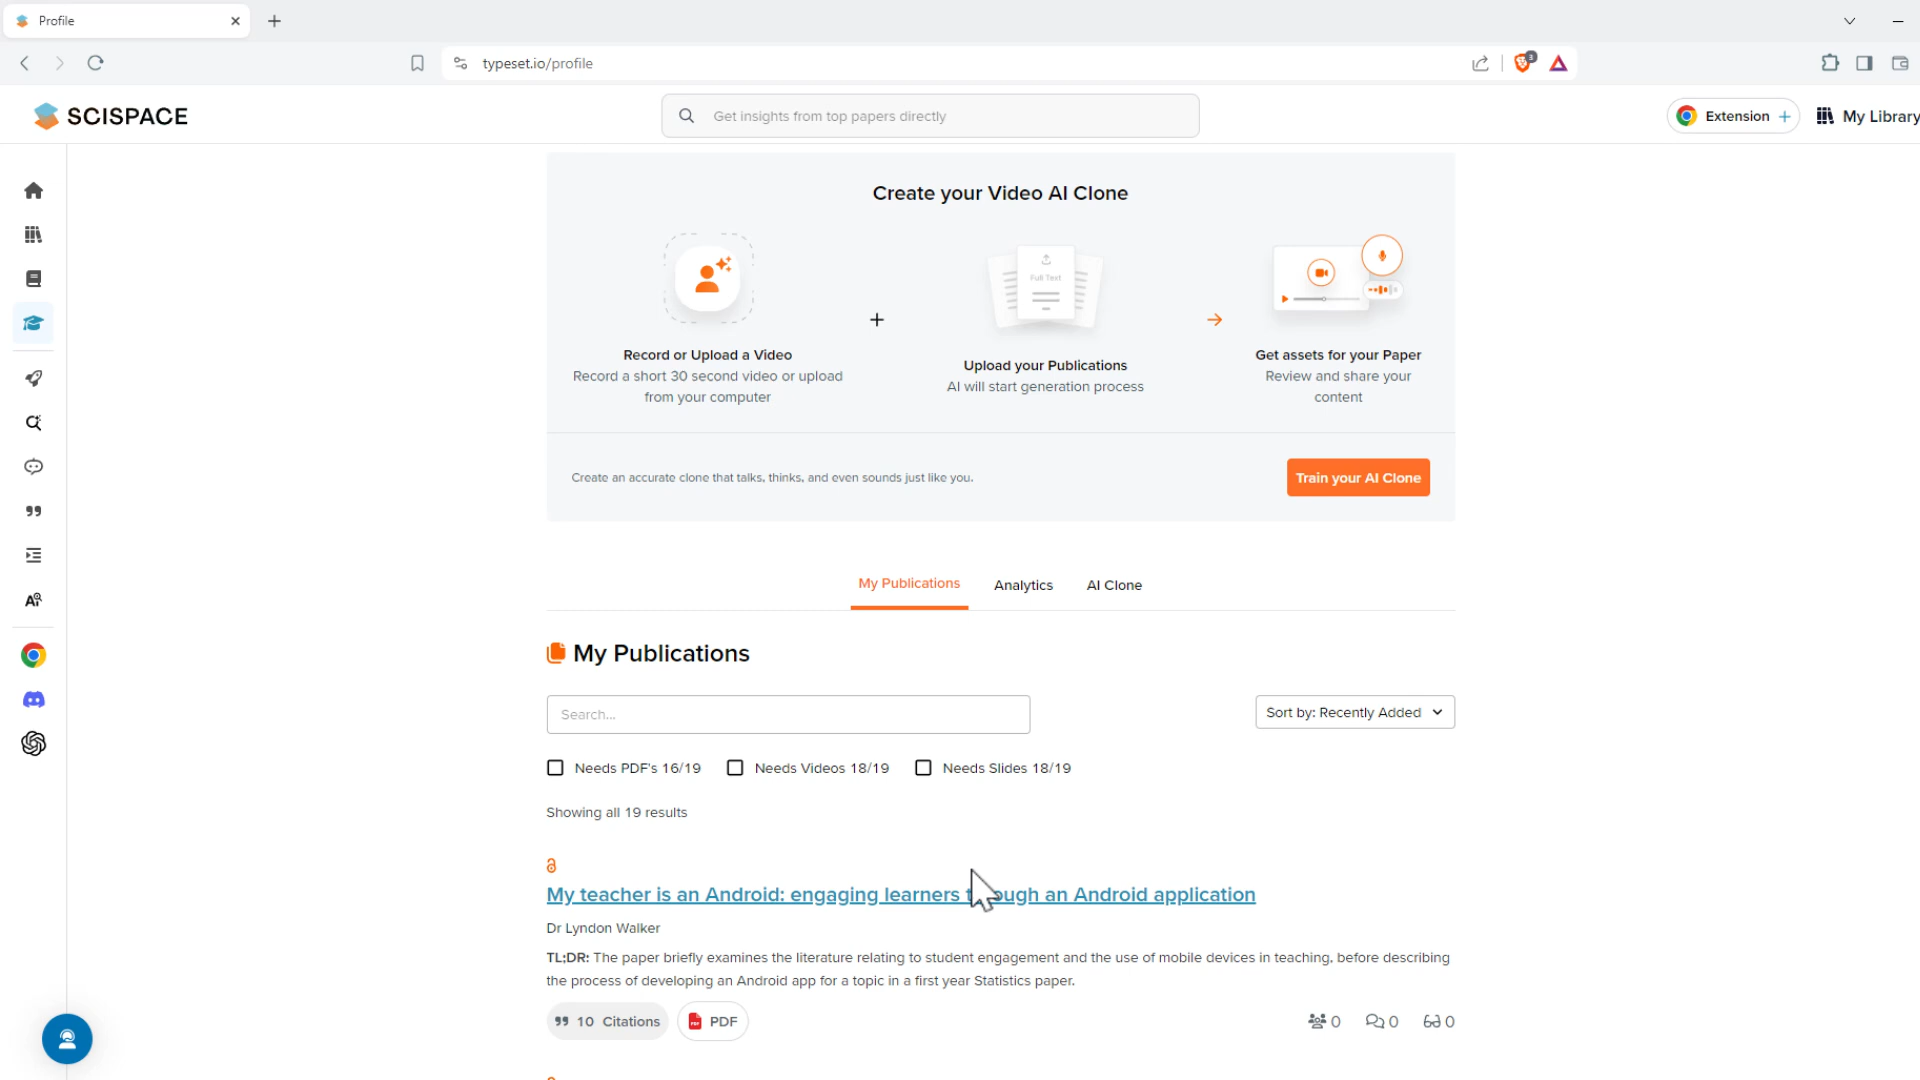 Profile
typeset.io/profile
3
SCISPACE
Get insights from top papers directly
Extension +
My Library
Create your Video AI Clone
Full Text
+
Record or Upload a Video
Record a short 30 second video or upload
from your computer
Upload your Publications
AI will start generation process
Get assets for your Paper
Review and share your
content
Create an accurate clone that talks, thinks, and even sounds just like you.
Train your AI Clone
My Publications
Analytics
AI Clone
My Publications
Search...
Sort by: Recently Added
Needs PDF's 16/19
Needs Videos 18/19
Needs Slides 18/19
Showing all 19 results
My teacher is an Android: engaging learners through an Android application
Dr Lyndon Walker
TL;DR: The paper briefly examines the literature relating to student engagement and the use of mobile devices in teaching, before describing
the process of developing an Android app for a topic in a first year Statistics paper.
10 Citations
PDF
0
0
0